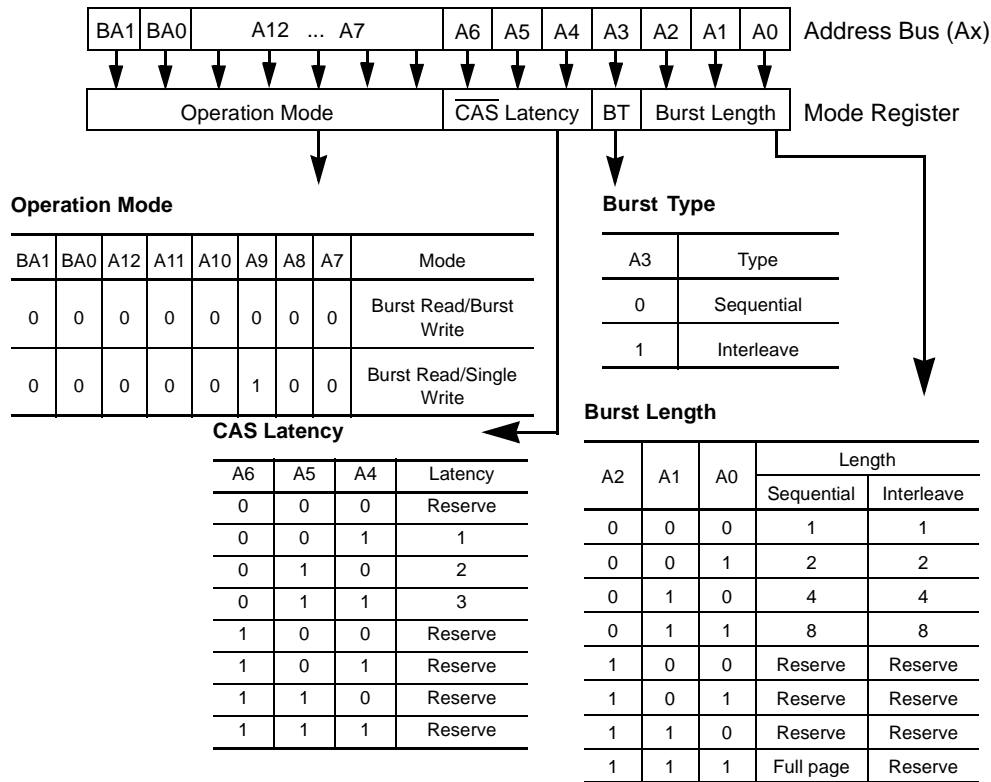 BA1 BA0 A12 ... A7 A6 A5 A4 A3 A2 A1 A0 Address Bus (Ax)
Operation Mode CAS Latency BT Burst Length Mode Register
Operation Mode
BA1 BA0 A12 A11 A10 A9 A8 A7 Mode
0 0 0 0 0 0 0 0 Burst Read/Burst
Write
0 0 0 0 0 1 0 0 Burst Read/Single
Write
Burst Type
A3 Type
0 Sequential
1 Interleave
CAS Latency
A6 A5 A4 Latency
0 0 0 Reserve
0 0 1 1
0 1 0 2
0 1 1 3
1 0 0 Reserve
1 0 1 Reserve
1 1 0 Reserve
1 1 1 Reserve
Burst Length
A2 A1 A0 Length
Sequential Interleave
0 0 0 1 1
0 0 1 2 2
0 1 0 4 4
0 1 1 8 8
1 0 0 Reserve Reserve
1 0 1 Reserve Reserve
1 1 0 Reserve Reserve
1 1 1 Full page Reserve